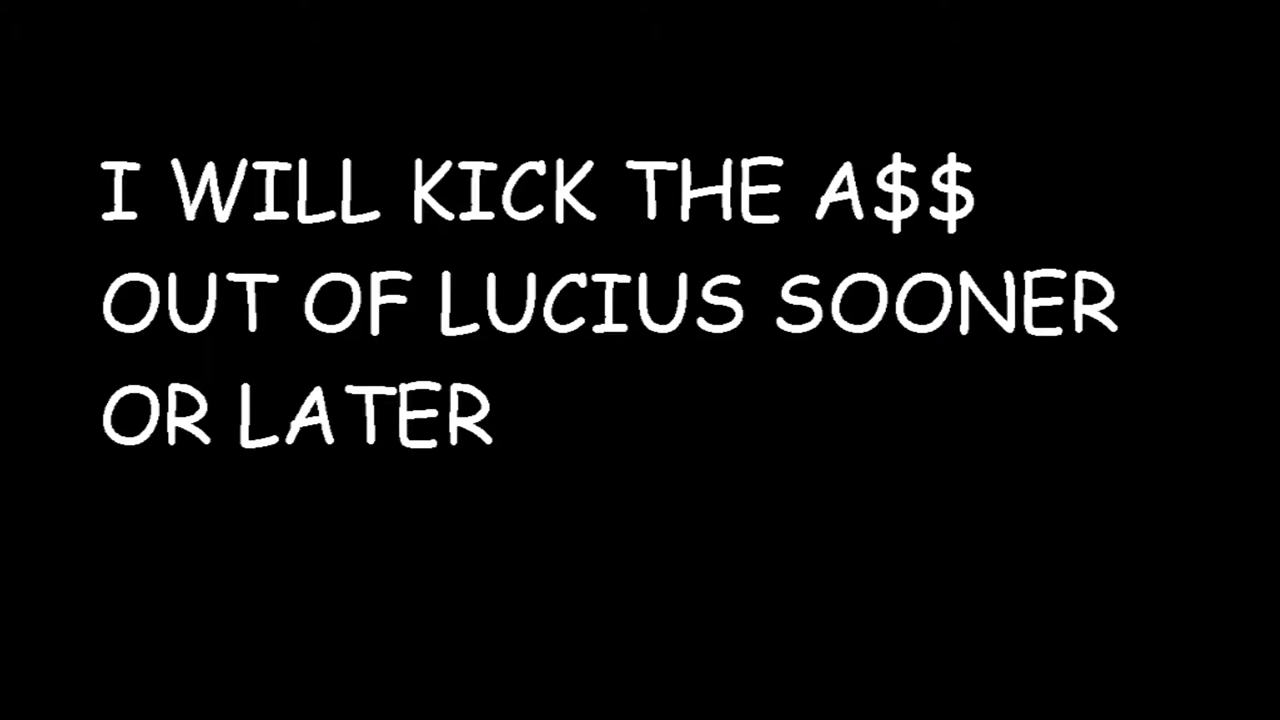 I WILL KICK THE A$$
OUT OF LUCIUS SOONER
OR LATER